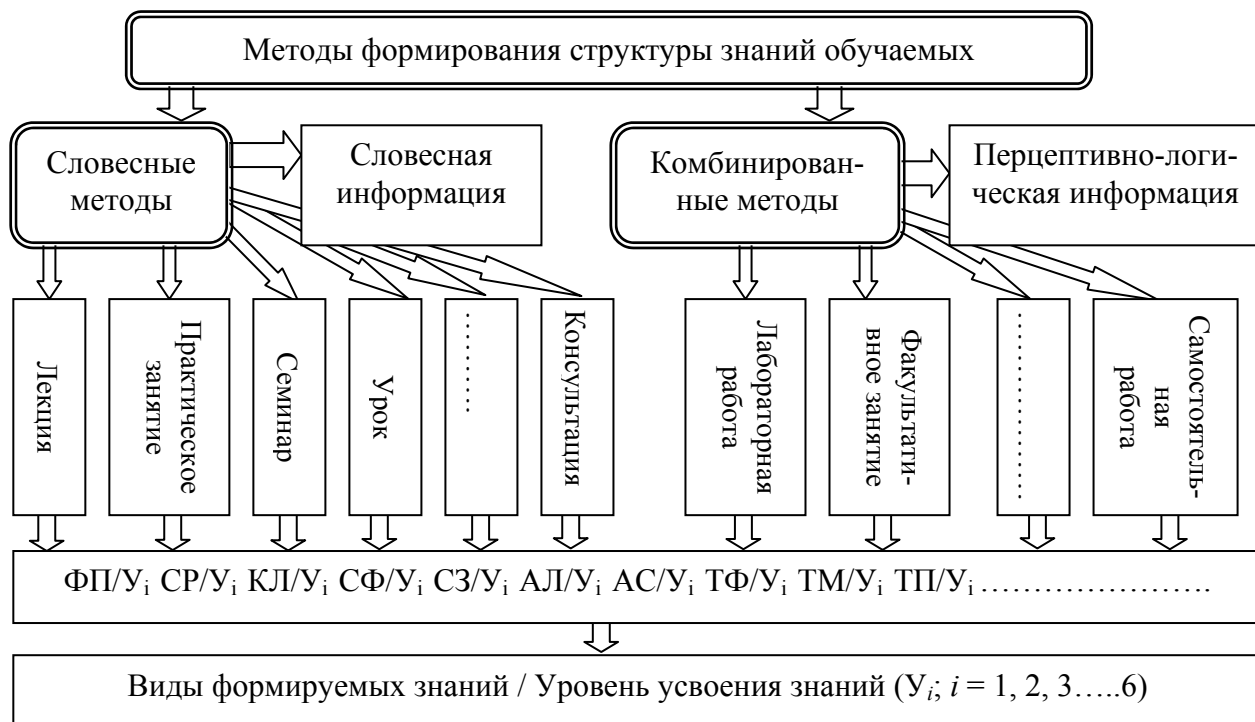 Методы формирования структуры знаний обучаемых
Словесные
методы
Словесная
информация
Комбинирован-
ные методы
Перцептивно-логи-
ческая информация
Лекция
Практическое
занятие
Семинар
Урок
………
Консультация
Лабораторная
работа
Факультати-
вное занятие
…………
Самостоятель-
ная
работа
ФП/Уi СР/Уi КЛ/Уi СФ/Уi СЗ/Уi АЛ/Уi АС/Уi ТФ/Уi ТМ/Уi ТП/Уi …………………….
Виды формируемых знаний / Уровень усвоения знаний (Уi; i = 1, 2, 3…..6)